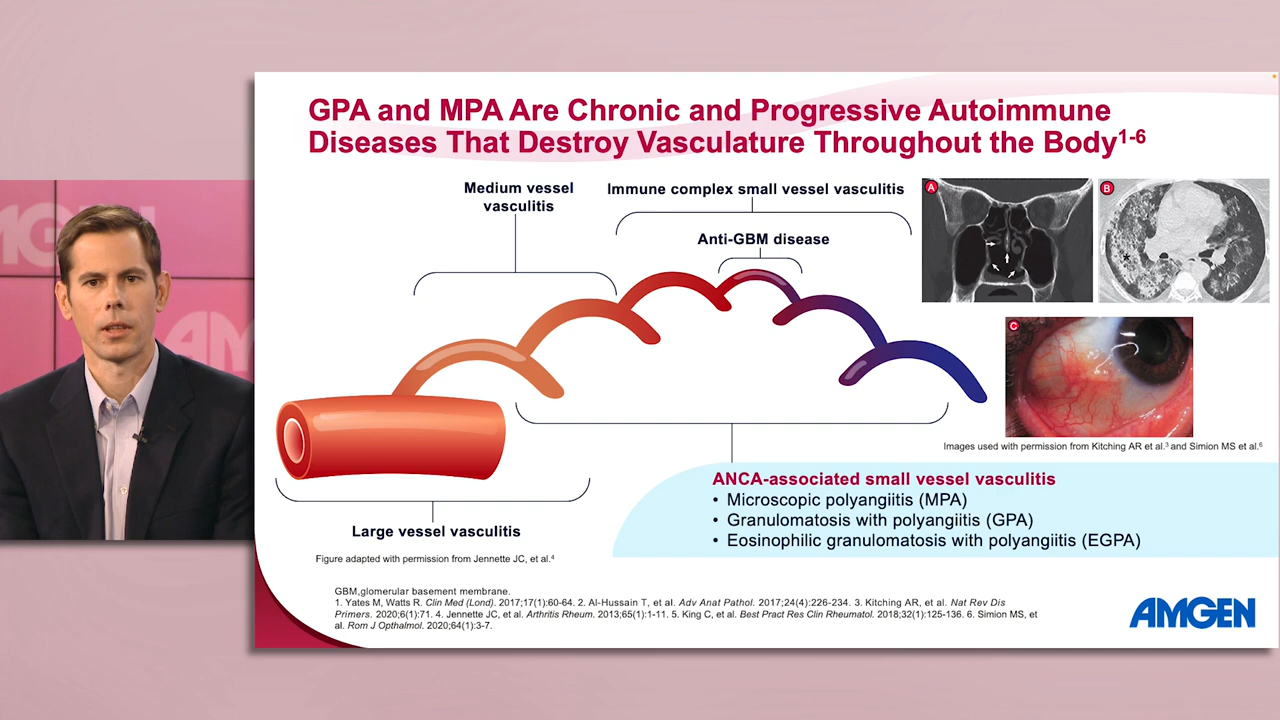 GPA and MPA Are Chronic and Progressive Autoimmune
Diseases That Destroy Vasculature Throughout the Body1-6
Medium vessel
vasculitis
Immune complex small vessel vasculitis
Anti-GBM disease
A
B
*
C
Images used with permission from Kitching AR et al.3 and Simion MS et al.6
ANCA-associated small vessel vasculitis
• Microscopic polyangiitis (MPA)
• Granulomatosis with polyangiitis (GPA)
• Eosinophilic granulomatosis with polyangiitis (EGPA)
Large vessel vasculitis
Figure adapted with permission from Jennette JC, et al.4
GBM,glomerular basement membrane.
1. Yates M, Watts R. Clin Med (Lond). 2017;17(1):60-64. 2. Al-Hussain T, et al. Adv Anat Pathol. 2017;24(4):226-234. 3. Kitching AR, et al. Nat Rev Dis
Primers. 2020;6(1):71. 4. Jennette JC, et al. Arthritis Rheum. 2013;65(1):1-11. 5. King C, et al. Best Pract Res Clin Rheumatol. 2018;32(1):125-136. 6. Simion MS, et
al. Rom J Opthalmol. 2020;64(1):3-7.
AMGEN
MGEN
AM